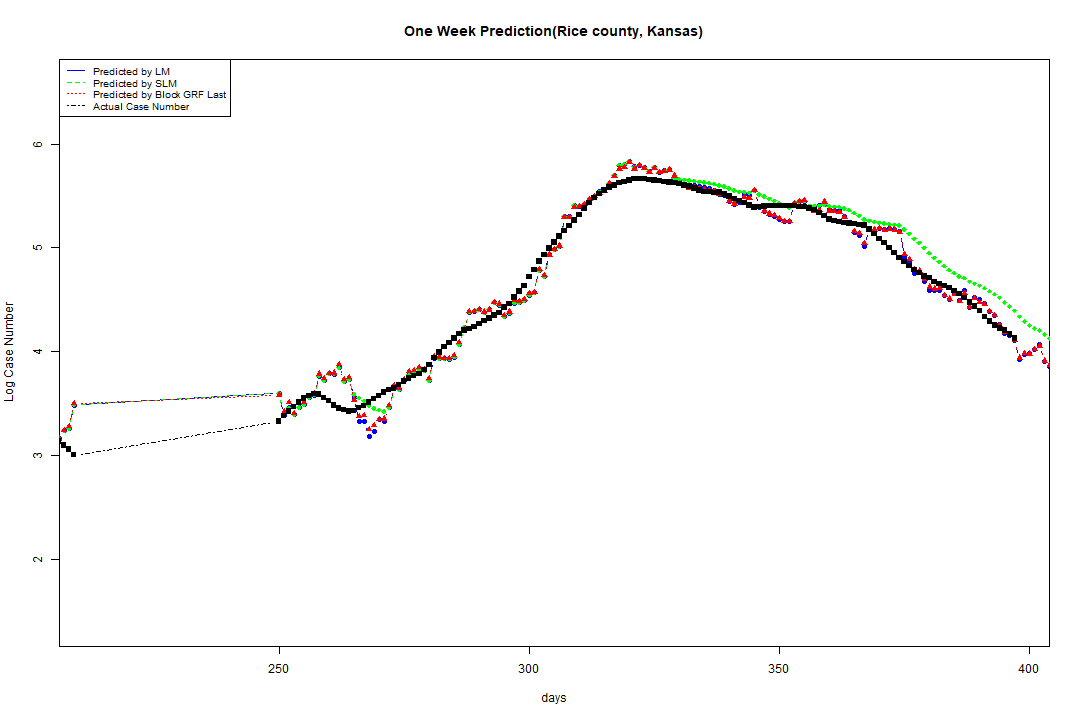 One Week Prediction(Rice county, Kansas)
Predicted by LM
Predicted by SLM
Predicted by Block GRF Last
Actual Case Number
6
5
4
3
2
Log Case Number
250
300
350
400
days